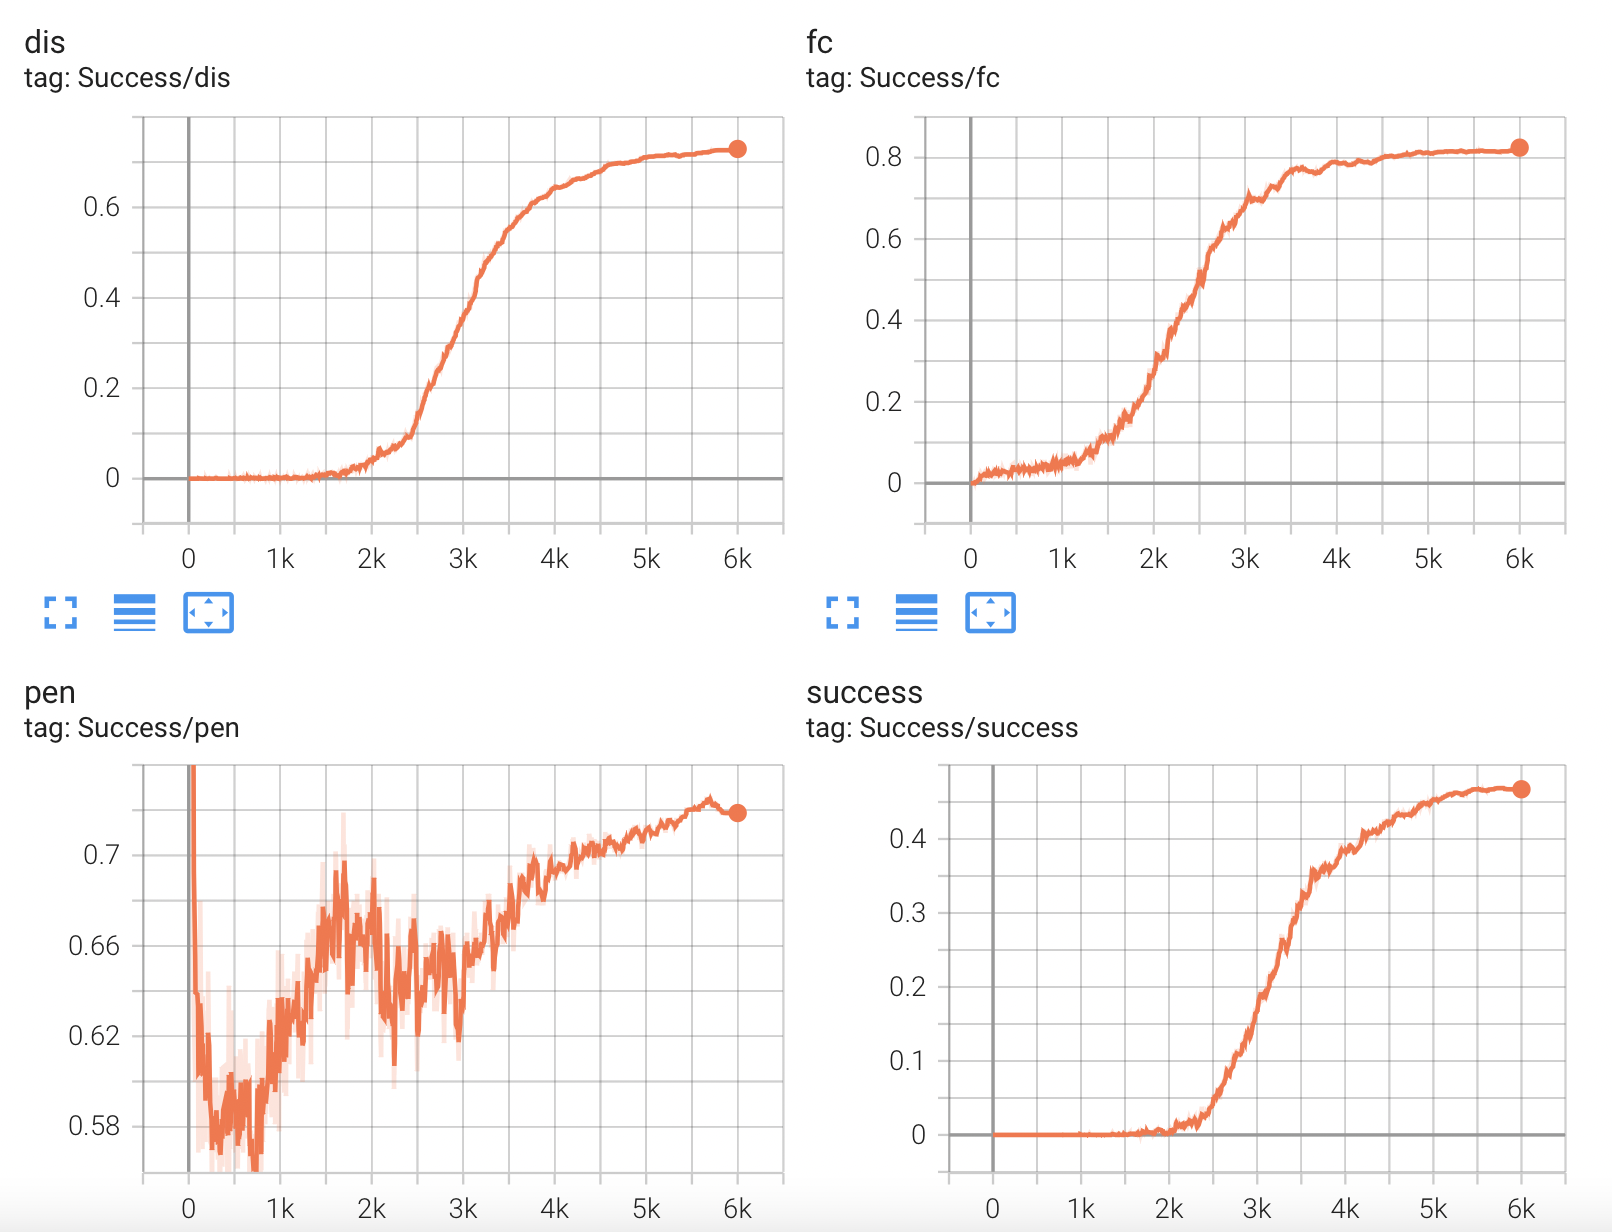 dis
tag: Success/dis
0.6
0.4
0.2
0
0 1k 2k 3k 4k 5k 6k
fc
tag: Success/fc
0.8
0.6
0.4
0.2
0
0 1k 2k 3k 4k 5k 6k
pen
tag: Success/pen
0.7
0.66
0.62
0.58
0 1k 2k 3k 4k 5k 6k
success
tag: Success/success
0.4
0.3
0.2
0.1
0
0 1k 2k 3k 4k 5k 6k